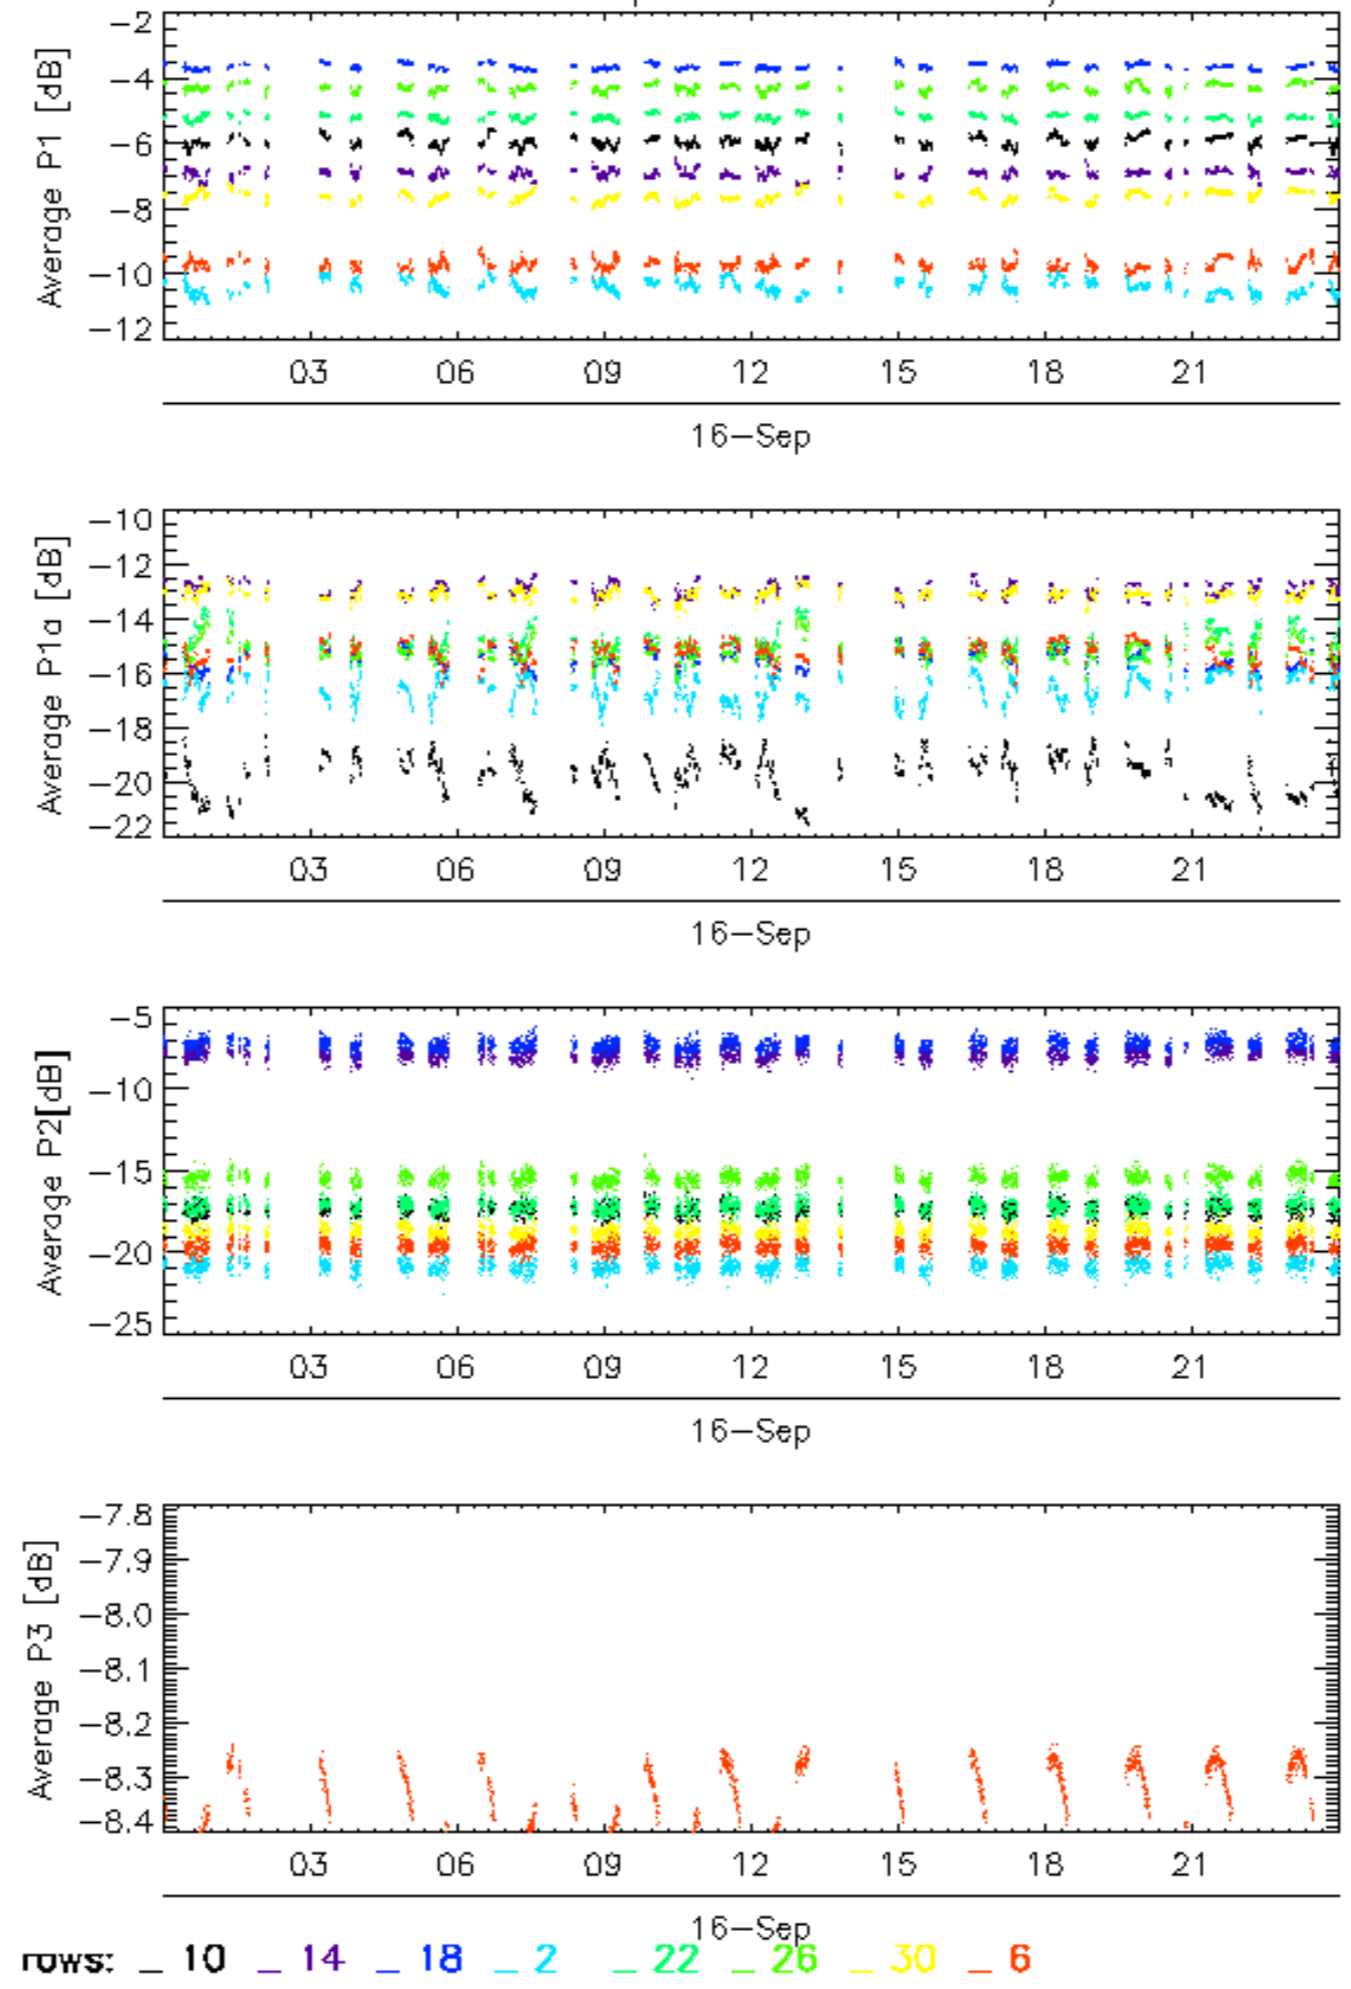 Average P1 [dB]
-2
-4
-6
-8
-10
-12
03 06 09 12 15 18 21
16-Sep
Average P1a [dB]
-10
-12
-14
-16
-18
-20
-22
03 06 09 12 15 18 21
16-Sep
Average P2[dB]
-5
-10
-15
-20
-25
03 06 09 12 15 18 21
16-Sep
Average P3 [dB]
-7.8
-7.9
-8.0
-8.1
-8.2
-8.3
-8.4
03 06 09 12 15 18 21
16-Sep
rows: _ 10 _ 14 _ 18 _ 2 _ 22 _ 26 _ 30 _ 6